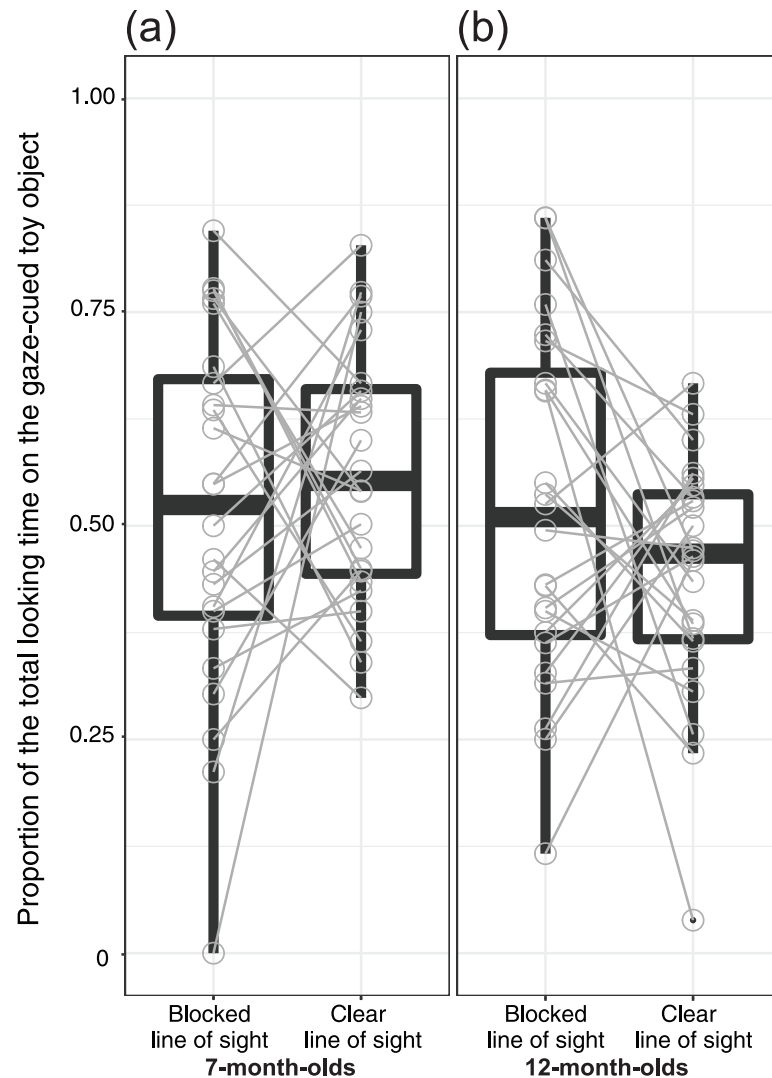 (a)
(b)
Proportion of the total looking time on the gaze-cued toy object
1.00
0.75
0.50
0.25
0
Blocked
line of sight
Clear
line of sight
7-month-olds
Blocked
line of sight
Clear
line of sight
12-month-olds